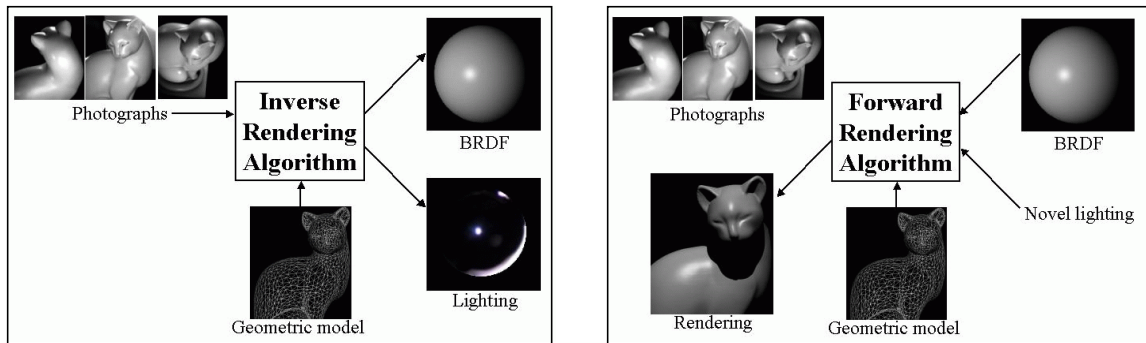 Photographs
Inverse
Rendering
Algorithm
BRDF
Lighting
Geometric model
Photographs
Forward
Rendering
Algorithm
BRDF
Novel lighting
Rendering
Geometric model